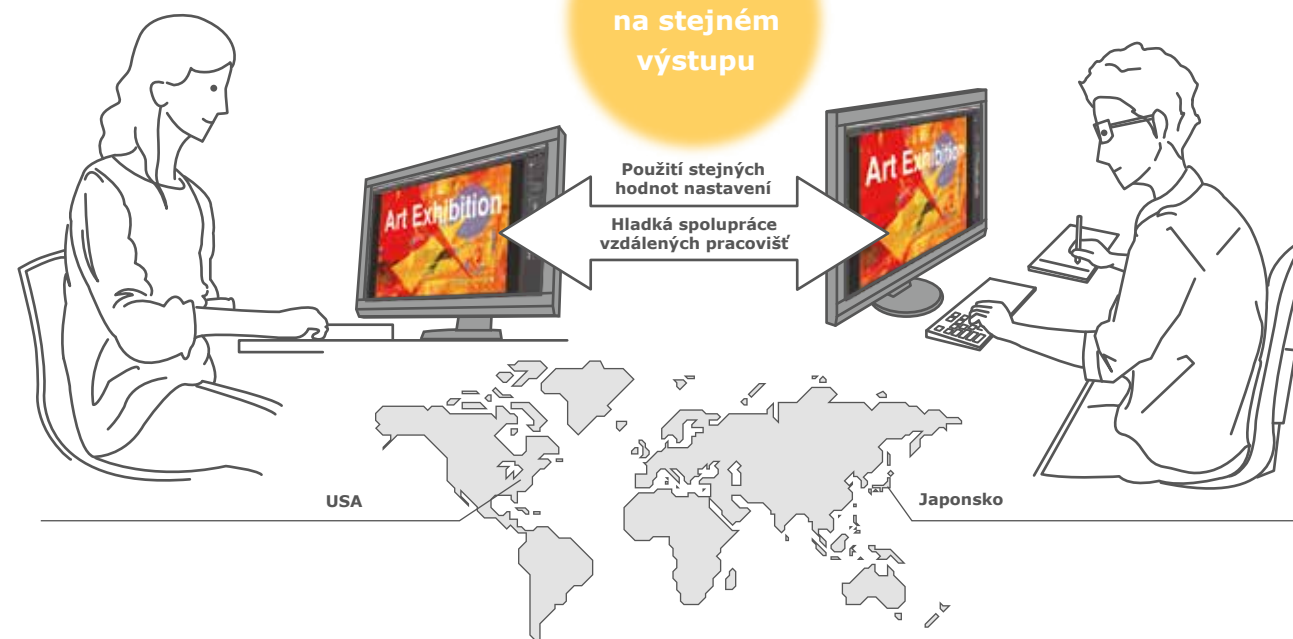 na stejném
výstupu
Použití stejných
hodnot nastavení
Hladká spolupráce
vzdálených pracovišť
Art Exhibition
Art Exhibition
USA
Japonsko